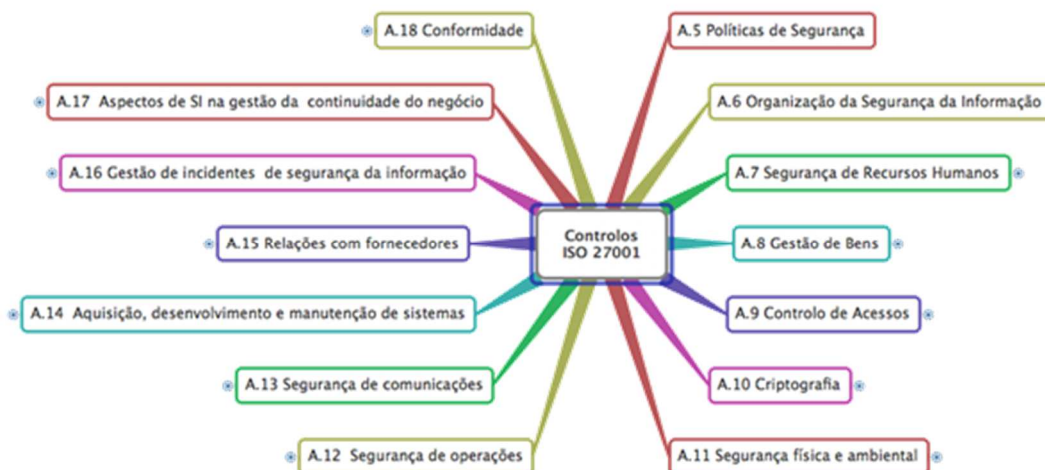 A.18 Conformidade
A.5 Políticas de Segurança
A.17 Aspectos de SI na gestão da continuidade do negócio
A.6 Organização da Segurança da Informação
A.16 Gestão de incidentes de segurança da informação
A.7 Segurança de Recursos Humanos
Controlos
ISO 27001
A.15 Relações com fornecedores
A.8 Gestão de Bens
A.14 Aquisição, desenvolvimento e manutenção de sistemas
A.9 Controlo de Acessos
A.13 Segurança de comunicações
A.10 Criptografia
A.12 Segurança de operações
A.11 Segurança física e ambiental